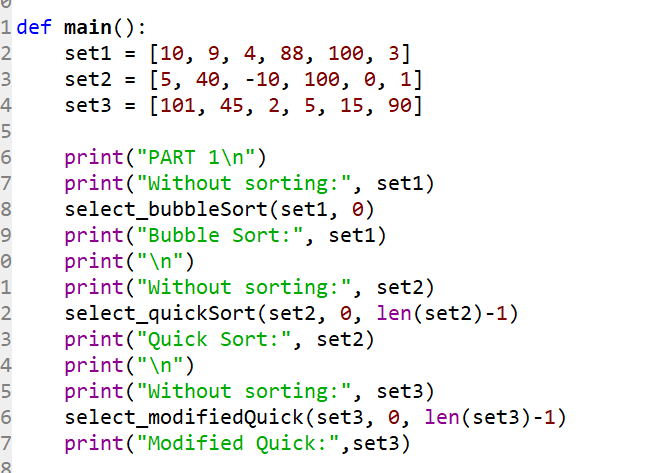 0
1 def main():
2     set1 = [10, 9, 4, 88, 100, 3]
3     set2 = [5, 40, -10, 100, 0, 1]
4     set3 = [101, 45, 2, 5, 15, 90]
5
6     print("PART 1\n")
7     print("Without sorting:", set1)
8     select_bubbleSort(set1, 0)
9     print("Bubble Sort:", set1)
0     print("\n")
1     print("Without sorting:", set2)
2     select_quickSort(set2, 0, len(set2)-1)
3     print("Quick Sort:", set2)
4     print("\n")
5     print("Without sorting:", set3)
6     select_modifiedQuick(set3, 0, len(set3)-1)
7     print("Modified Quick:",set3)
8